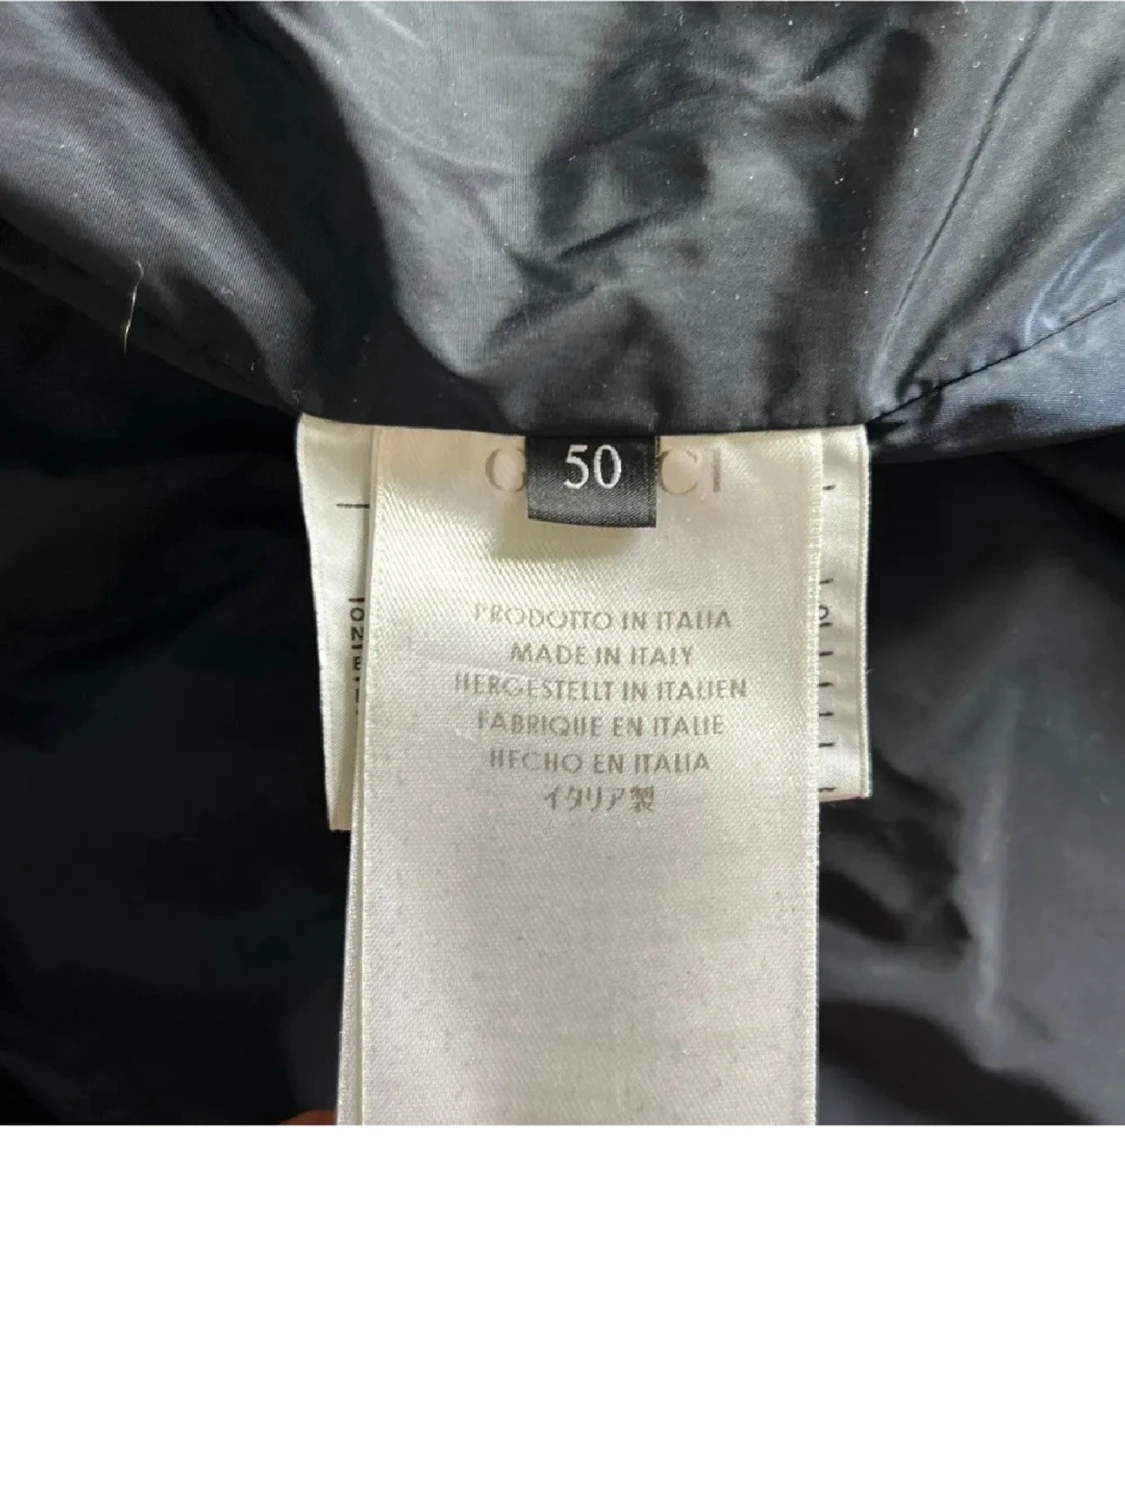 50
PRODOTTO IN ITALIA
MADE IN ITALY
HERGESTELLT IN ITALIEN
FABRIQUE EN ITALIE
HECHO EN ITALIA
イタリア製